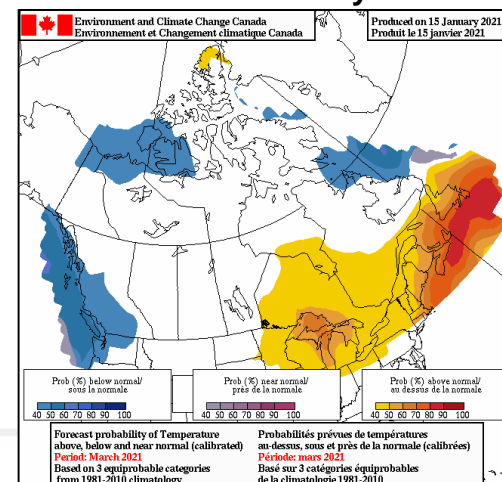 Environment and Climate Change Canada
Environnement et Changement climatique Canada
Produced on 15 January 2021
Produit le 15 janvier 2021
Prob (%) below normal/
sous la normale
40 50 60 70 80 90 100
Prob (%) near normal/
près de la normale
40 50 60 70 80 90 100
Prob (%) above normal/
au dessus de la normale
40 50 60 70 80 90 100
Forecast probability of Temperature
above, below and near normal (calibrated)
Period: March 2021
Based on 3 equiprobable categories
from 1981-2010 climatology
Probabilités prévues de températures
au-dessus, sous et près de la normale (calibrées)
Période: mars 2021
Basé sur 3 catégories équiprobables
de la climatologie 1981-2010